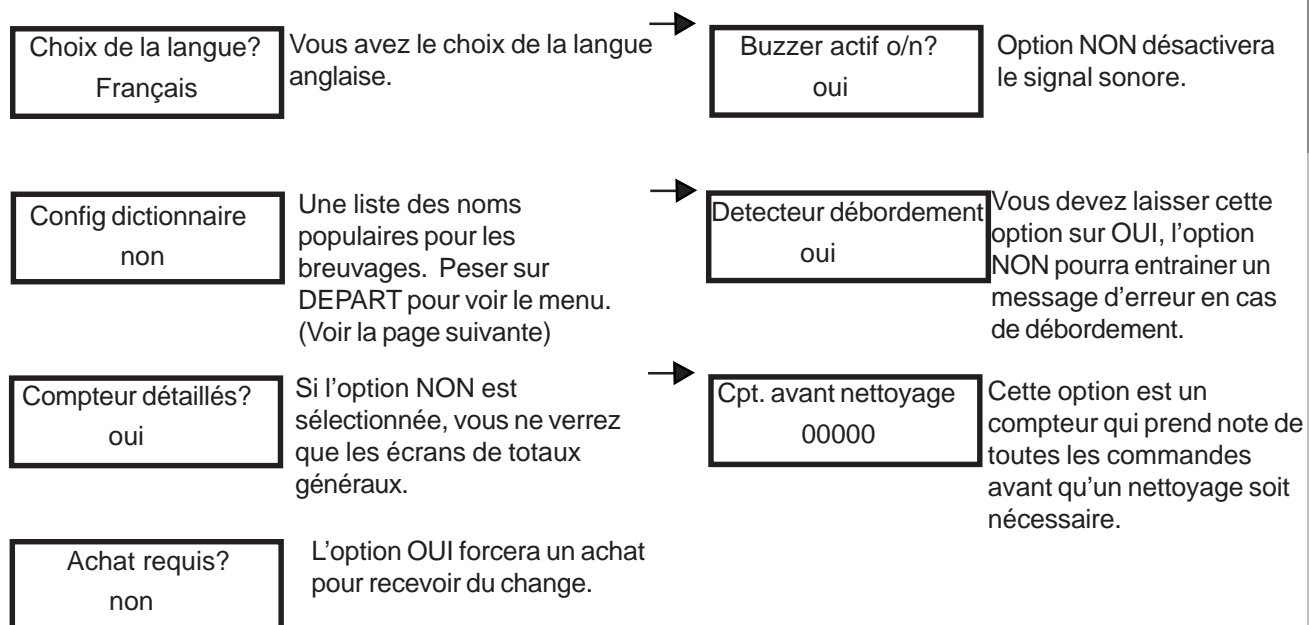 Choix de la langue?
Français
Vous avez le choix de la langue
anglaise.
Buzzer actif o/n?
oui
Option NON désactivera
le signal sonore.
Config dictionnaire
non
Une liste des noms
populaires pour les
breuvages. Peser sur
DEPART pour voir le menu.
(Voir la page suivante)
Detecteur débordement
oui
Vous devez laisser cette
option sur OUI, l'option
NON pourra entrainer un
message d'erreur en cas
de débordement.
Compteur détaillés?
oui
Si l'option NON est
sélectionnée, vous ne verrez
que les écrans de totaux
généraux.
Cpt. avant nettoyage
00000
Cette option est un
compteur qui prend note de
toutes les commandes
avant qu'un nettoyage soit
nécessaire.
Achat requis?
non
L'option OUI forcera un achat
pour recevoir du change.